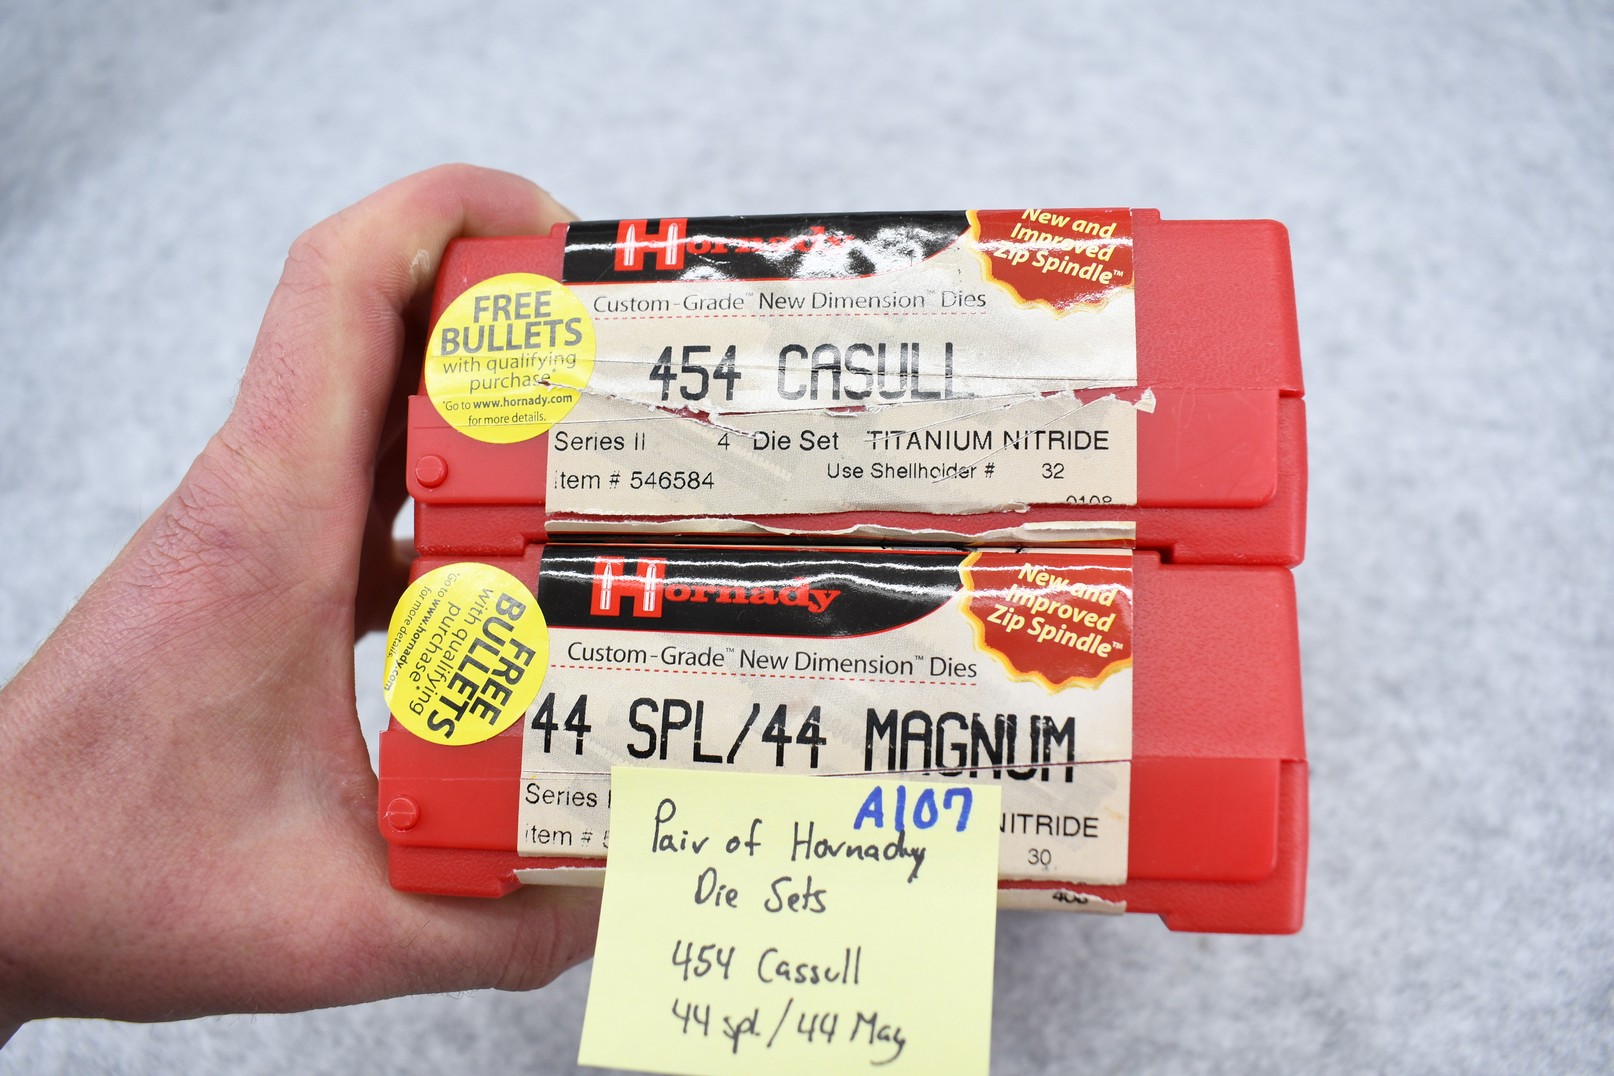 Hornady
New and
Improved
Zip Spindle™
Custom-Grade™ New Dimension™ Dies
FREE
BULLETS
with qualifying
purchase*
*Go to www.hornady.com
for more details.
454 CASULL
Series II 4 Die Set TITANIUM NITRIDE
Item # 546584 Use Shellholder # 32
0108
Hornady
New and
Improved
Zip Spindle™
Custom-Grade™ New Dimension™ Dies
FREE
BULLETS
with qualifying
purchase*
*Go to www.hornady.com
for more details.
44 SPL/44 MAGNUM
Series
NITRIDE
Item #
30
A107
Pair of Hornady
Die Sets
454 Cassull
44 spl./44 Mag